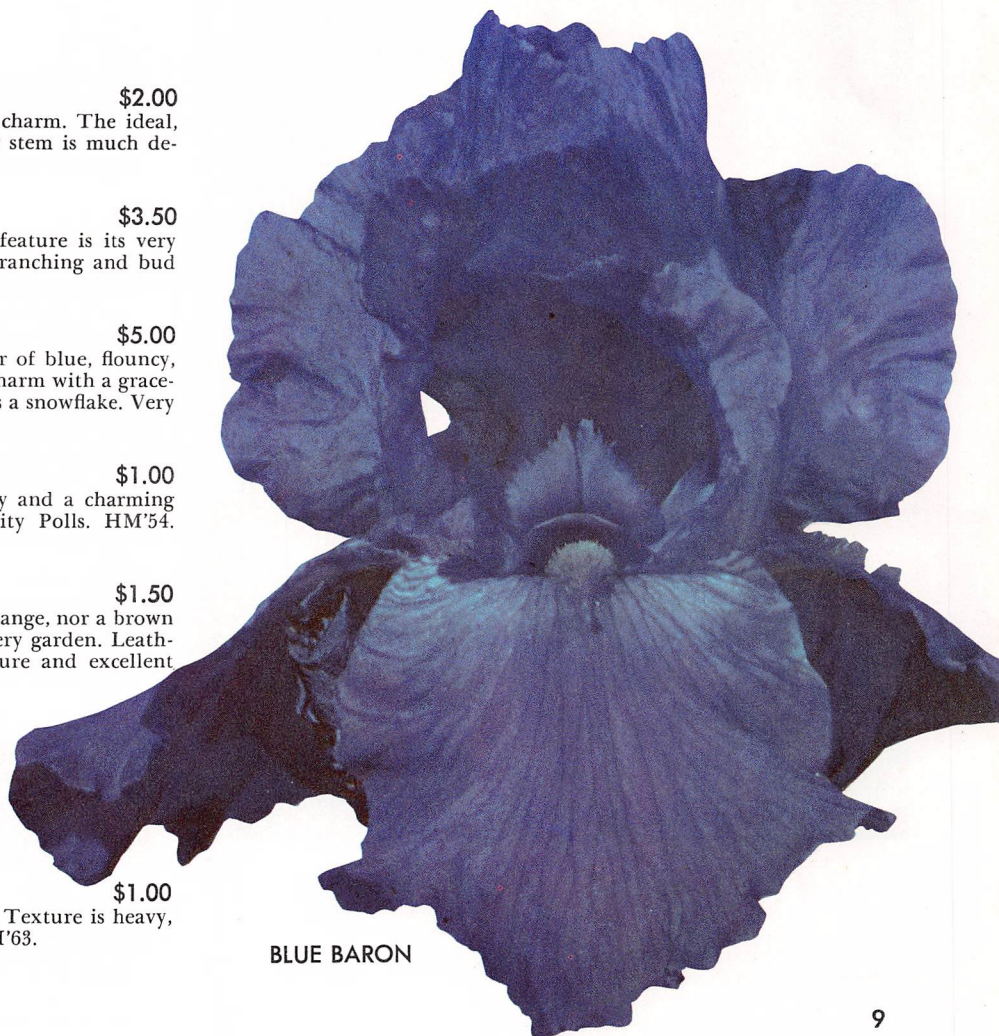 $2.00
charm. The ideal,
stem is much de-
$3.50
feature is its very
ranching and bud
$5.00
r of blue, flouncy,
harm with a grace-
s a snowflake. Very
$1.00
y and a charming
ity Polls. HM'54.
$1.50
ange, nor a brown
ery garden. Leath-
ure and excellent
$1.00
Texture is heavy,
I'63.
BLUE BARON
9